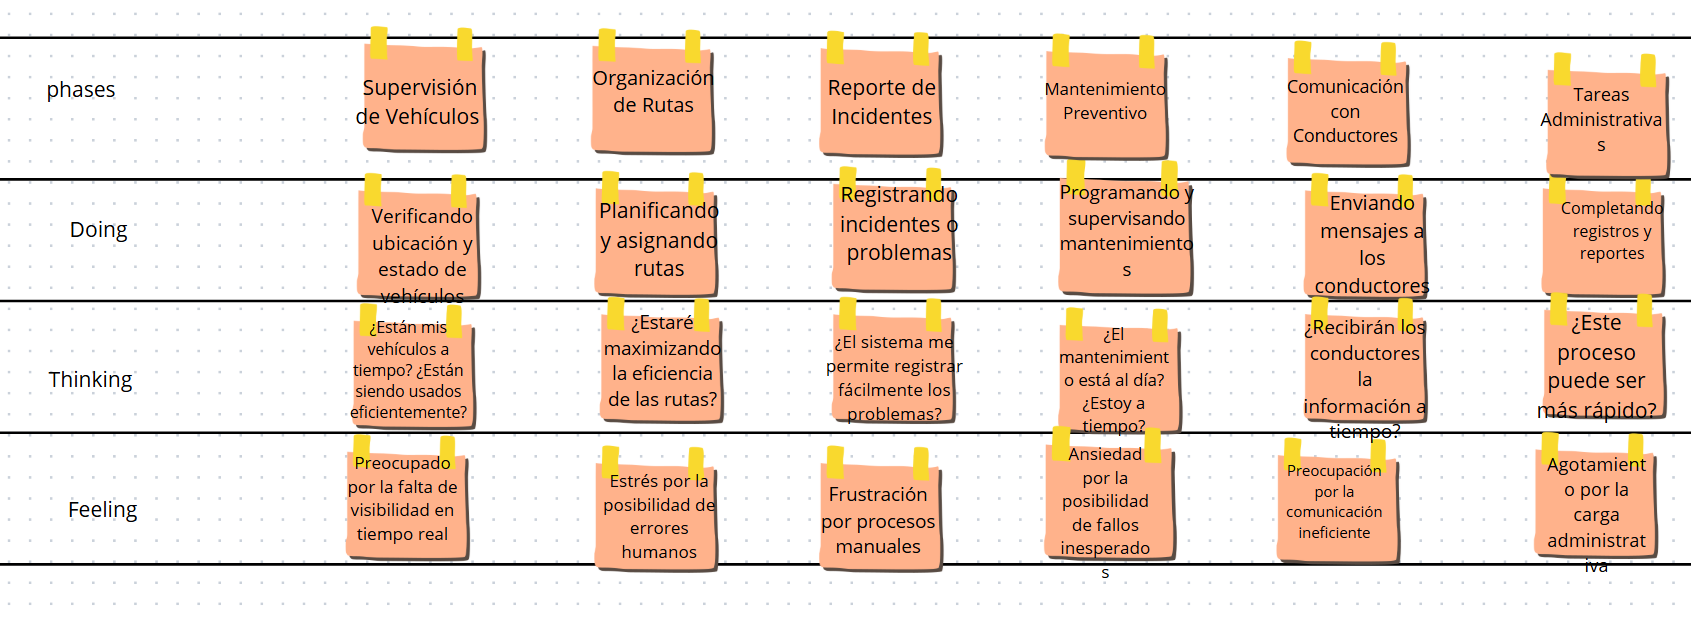 phases
Supervisión
de Vehículos
Organización
de Rutas
Reporte de
Incidentes
Mantenimiento
Preventivo
Comunicación
con
Conductores
Tareas
Administrativa
s
Doing
Verificando
ubicación y
estado de
vehículos
Planificando
y asignando
rutas
Registrando
incidentes o
problemas
Programando y
supervisando
mantenimiento
s
Enviando
mensajes a
los
conductores
Completando
registros y
reportes
Thinking
¿Están mis
vehículos a
tiempo? ¿Están
siendo usados
eficientemente?
¿Estaré
maximizando
la eficiencia
de las rutas?
¿El sistema me
permite registrar
fácilmente los
problemas?
¿El
mantenimient
o está al día?
¿Estoy a
tiempo?
¿Recibirán los
conductores
la
información a
tiempo?
¿Este
proceso
puede ser
más rápido?
Feeling
Preocupado
por la falta de
visibilidad en
tiempo real
Estrés por la
posibilidad de
errores
humanos
Frustración
por procesos
manuales
Ansiedad
por la
posibilidad
de fallos
inesperado
s
Preocupación
por la
comunicación
ineficiente
Agotamient
o por la
carga
administrat
iva